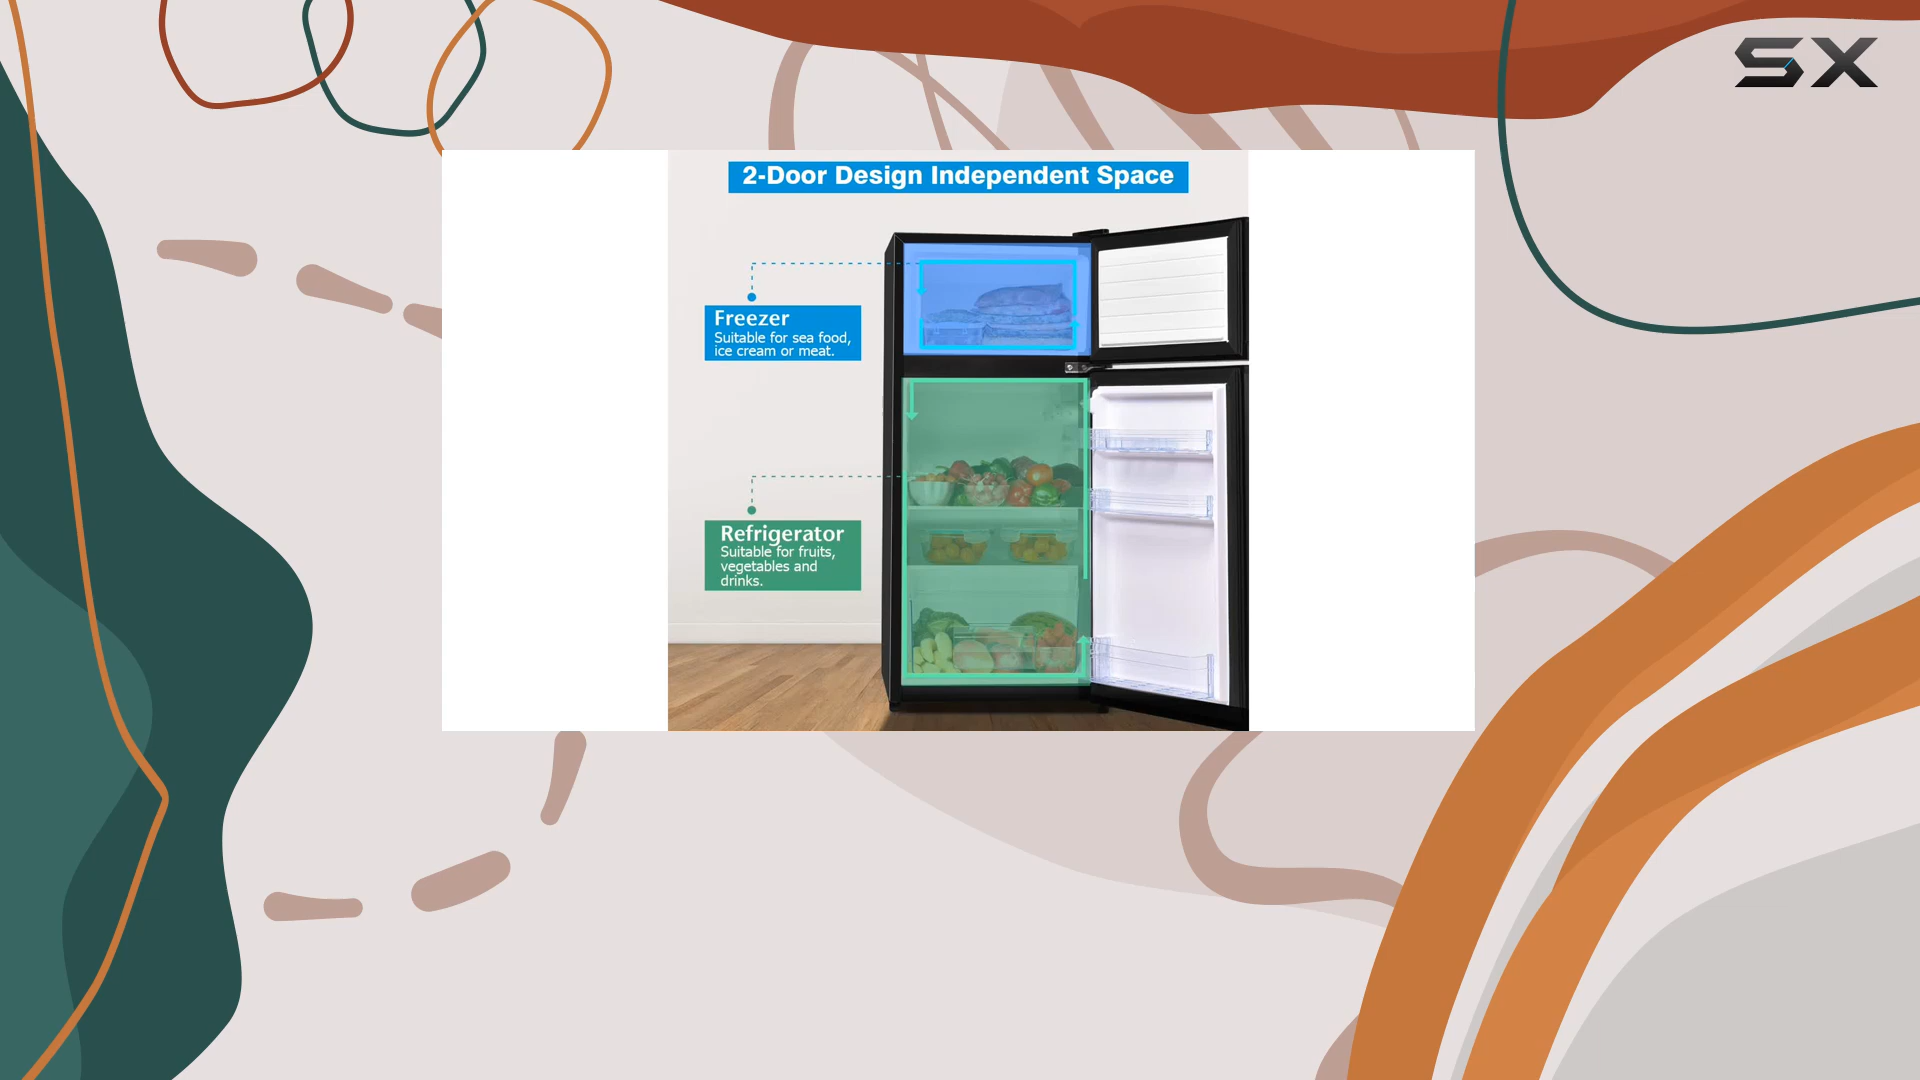 SX
2-Door Design Independent Space
Freezer
Suitable for sea food,
ice cream or meat.
Refrigerator
Suitable for fruits,
vegetables and
drinks.